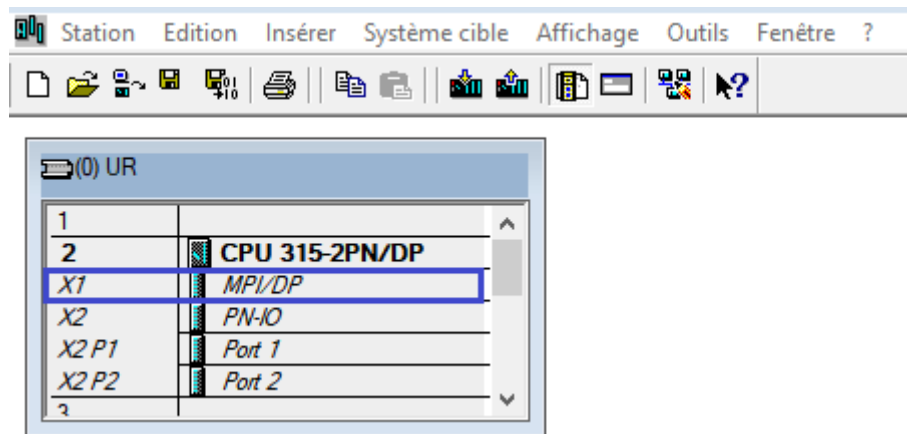 Station Edition Insérer Système cible Affichage Outils Fenêtre ?
(0) UR
1
2 CPU 315-2PN/DP
X1 MPI/DP
X2 PN-IO
X2 P1 Port 1
X2 P2 Port 2
3